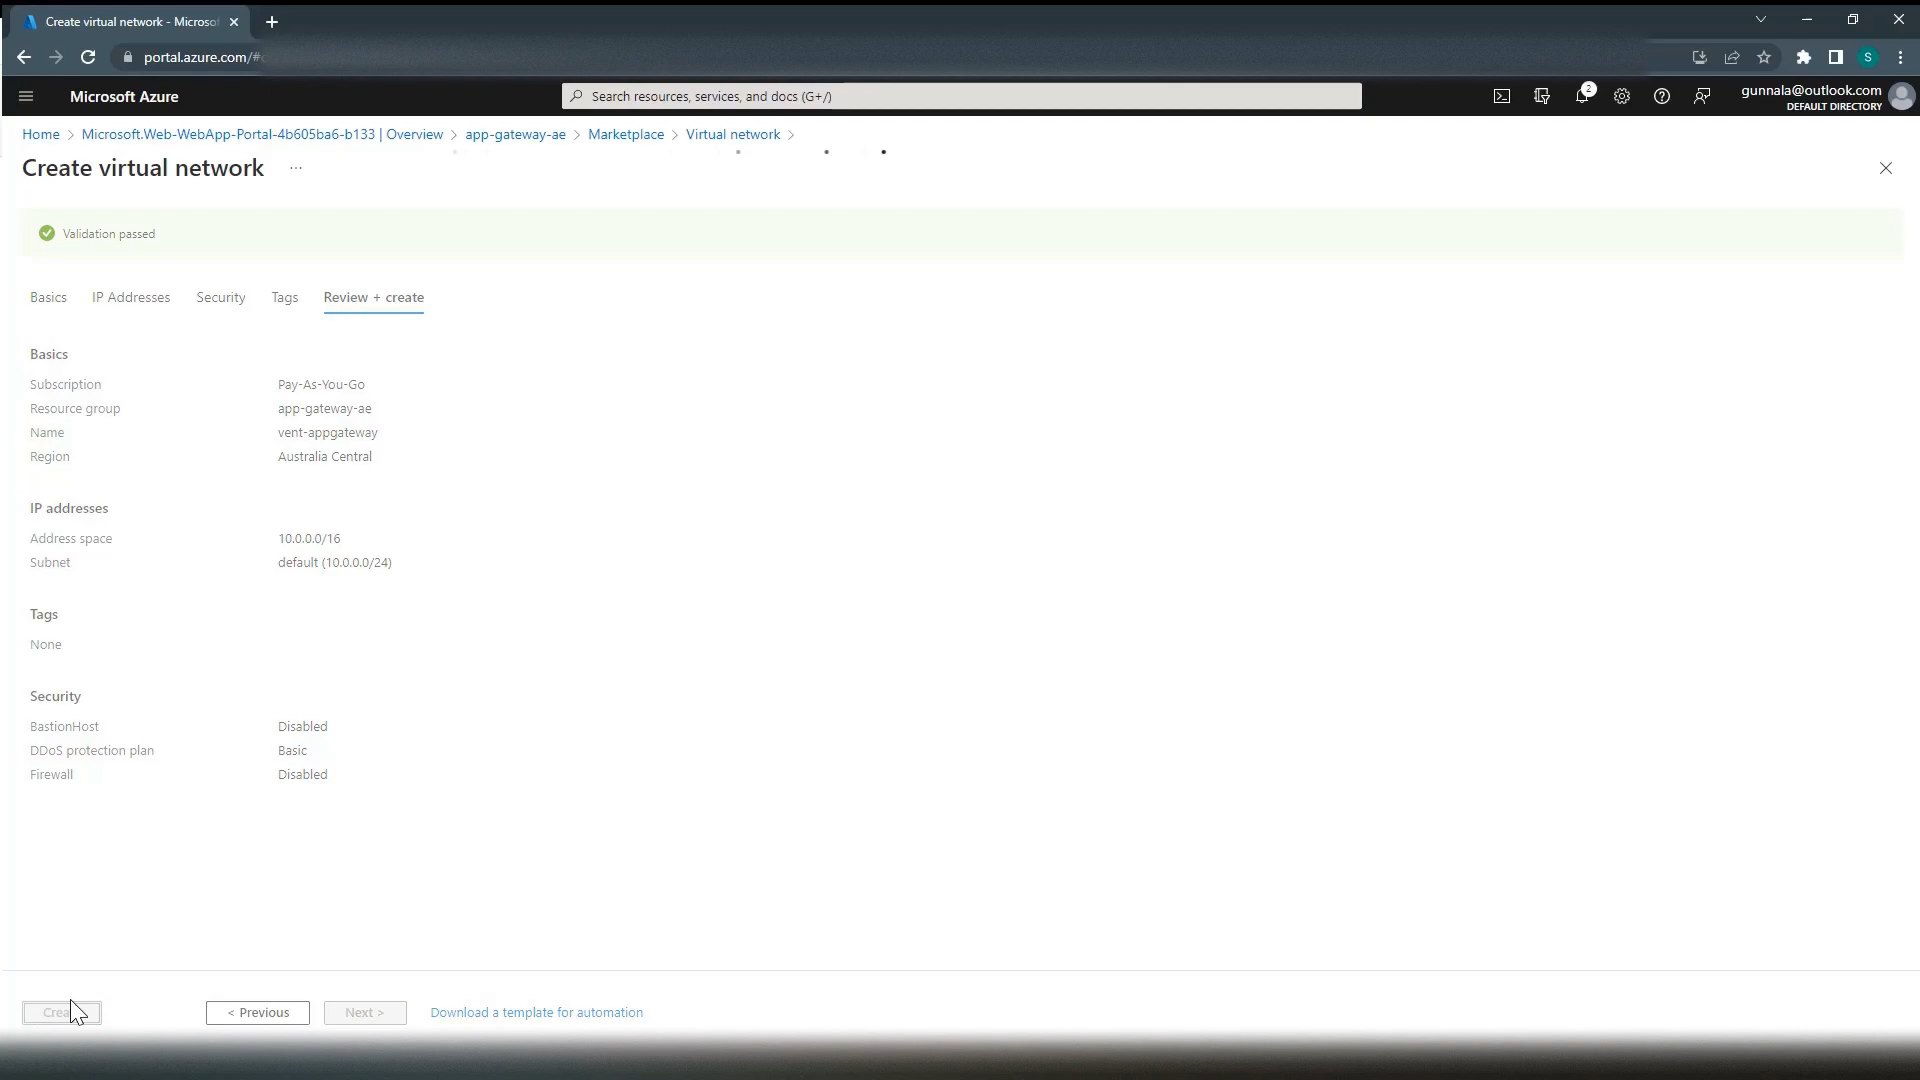 Create virtual network - Microso
portal.azure.com/#
Microsoft Azure
Search resources, services, and docs (G+/)
2
gunnala@outlook.com
DEFAULT DIRECTORY
S
Home > Microsoft.Web-WebApp-Portal-4b605ba6-b133 | Overview > app-gateway-ae > Marketplace > Virtual network >
Create virtual network ...
Validation passed
Basics IP Addresses Security Tags Review + create
Basics
Subscription Pay-As-You-Go
Resource group app-gateway-ae
Name vent-appgateway
Region Australia Central
IP addresses
Address space 10.0.0.0/16
Subnet default (10.0.0.0/24)
Tags
None
Security
BastionHost Disabled
DDoS protection plan Basic
Firewall Disabled
< Previous Next > Download a template for automation